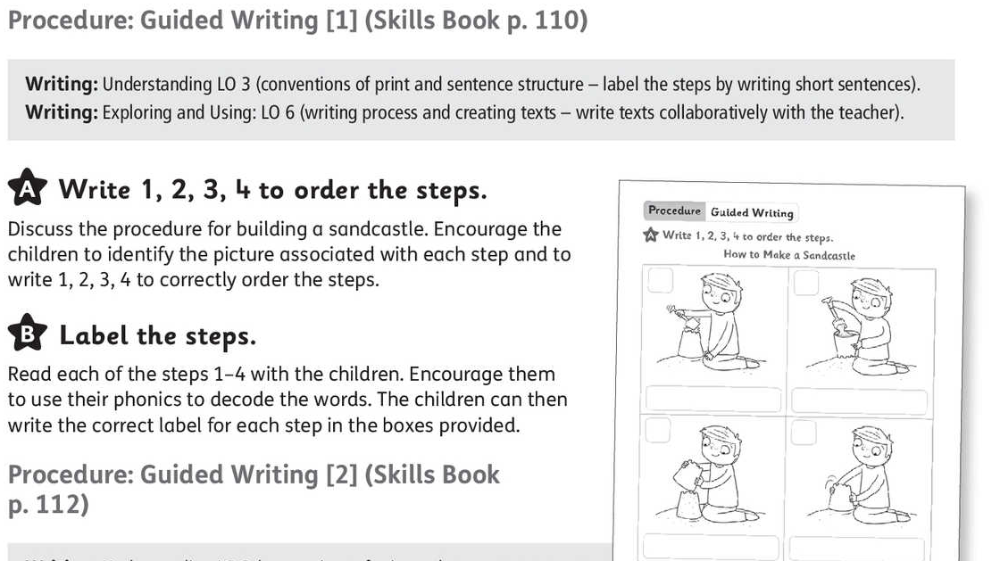 Procedure: Guided Writing [1] (Skills Book p. 110)
Writing: Understanding LO 3 (conventions of print and sentence structure – label the steps by writing short sentences).
Writing: Exploring and Using: LO 6 (writing process and creating texts – write texts collaboratively with the teacher).
A Write 1, 2, 3, 4 to order the steps.
Discuss the procedure for building a sandcastle. Encourage the
children to identify the picture associated with each step and to
write 1, 2, 3, 4 to correctly order the steps.
B Label the steps.
Read each of the steps 1–4 with the children. Encourage them
to use their phonics to decode the words. The children can then
write the correct label for each step in the boxes provided.
Procedure: Guided Writing [2] (Skills Book
p. 112)
Procedure Guided Writing
A Write 1, 2, 3, 4 to order the steps.
How to Make a Sandcastle